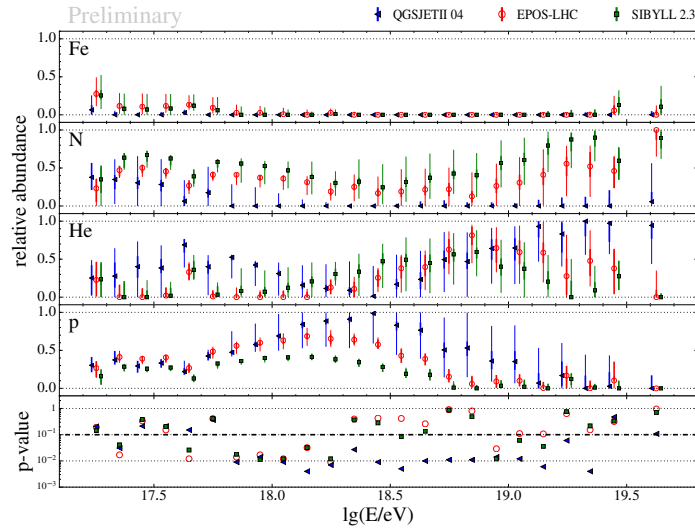 Preliminary
QGSJETII 04 EPOS-LHC SIBYLL 2.3
1.0
Fe
0.5
0.0
1.0
N
0.5
0.0
relative abundance
1.0
He
0.5
0.0
1.0
p
0.5
0.0
1
10⁻¹
10⁻²
10⁻³
p-value
17.5 18.0 18.5 19.0 19.5
lg(E/eV)